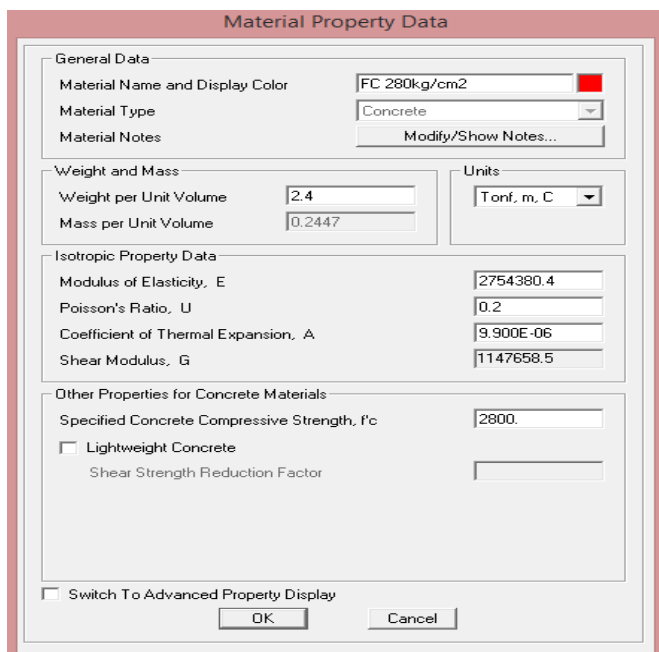 Material Property Data
General Data
Material Name and Display Color FC 280kg/cm2
Material Type Concrete
Material Notes Modify/Show Notes...
Weight and Mass
Weight per Unit Volume 2.4
Mass per Unit Volume 0.2447
Units
Tonf, m, C
Isotropic Property Data
Modulus of Elasticity, E 2754380.4
Poisson's Ratio, U 0.2
Coefficient of Thermal Expansion, A 9.900E-06
Shear Modulus, G 1147658.5
Other Properties for Concrete Materials
Specified Concrete Compressive Strength, f'c 2800.
Lightweight Concrete
Shear Strength Reduction Factor
Switch To Advanced Property Display
OK Cancel